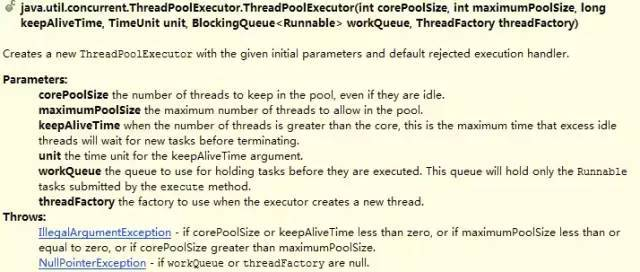 java.util.concurrent.ThreadPoolExecutor.ThreadPoolExecutor(int corePoolSize, int maximumPoolSize, long
keepAliveTime, TimeUnit unit, BlockingQueue<Runnable> workQueue, ThreadFactory threadFactory)
Creates a new ThreadPoolExecutor with the given initial parameters and default rejected execution handler.
Parameters:
corePoolSize the number of threads to keep in the pool, even if they are idle.
maximumPoolSize the maximum number of threads to allow in the pool.
keepAliveTime when the number of threads is greater than the core, this is the maximum time that excess idle
threads will wait for new tasks before terminating.
unit the time unit for the keepAliveTime argument.
workQueue the queue to use for holding tasks before they are executed. This queue will hold only the Runnable
tasks submitted by the execute method.
threadFactory the factory to use when the executor creates a new thread.
Throws:
IllegalArgumentException - if corePoolSize or keepAliveTime less than zero, or if maximumPoolSize less than or
equal to zero, or if corePoolSize greater than maximumPoolSize.
NullPointerException - if workQueue or threadFactory are null.